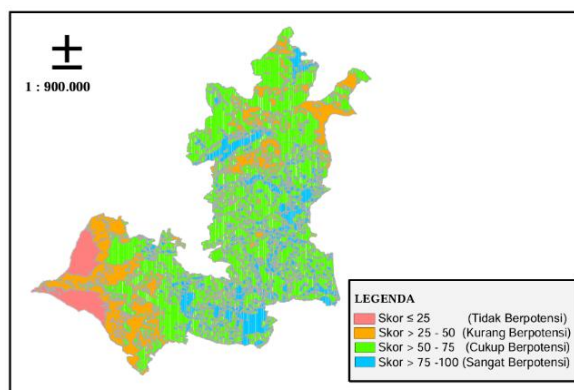 1 : 900.000
LEGENDA
Skor ≤ 25 (Tidak Berpotensi)
Skor > 25 - 50 (Kurang Berpotensi)
Skor > 50 - 75 (Cukup Berpotensi)
Skor > 75 -100 (Sangat Berpotensi)